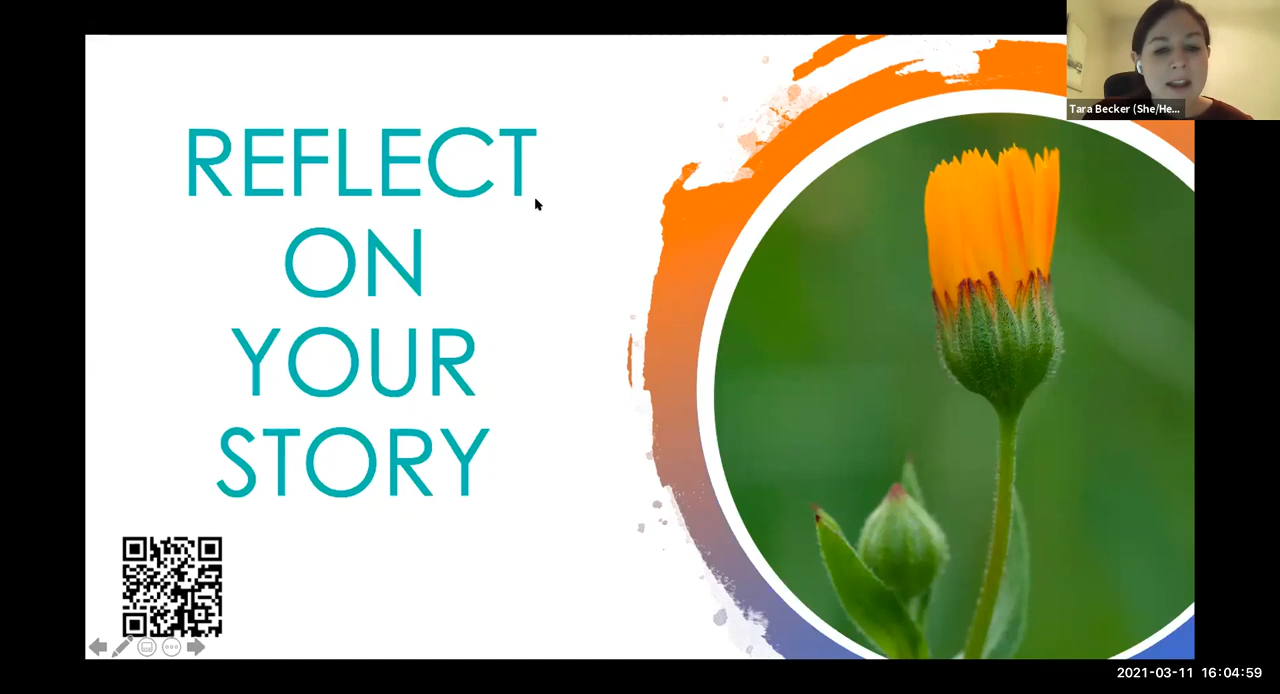 REFLECT
ON
YOUR
STORY
Tara Becker (She/He...
2021-03-11 16:04:59